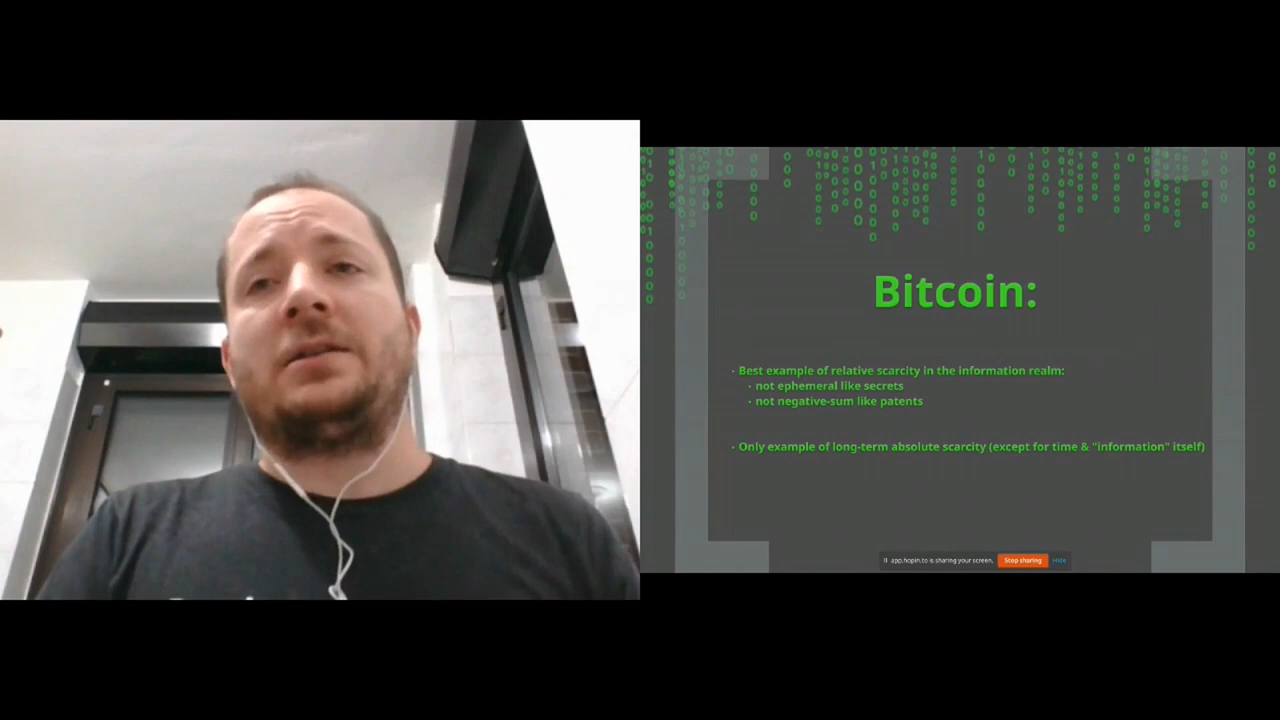 Bitcoin:
· Best example of relative scarcity in the information realm:
· not ephemeral like secrets
· not negative-sum like patents
· Only example of long-term absolute scarcity (except for time & "information" itself)
app.hopin.to is sharing your screen. Stop sharing Hide